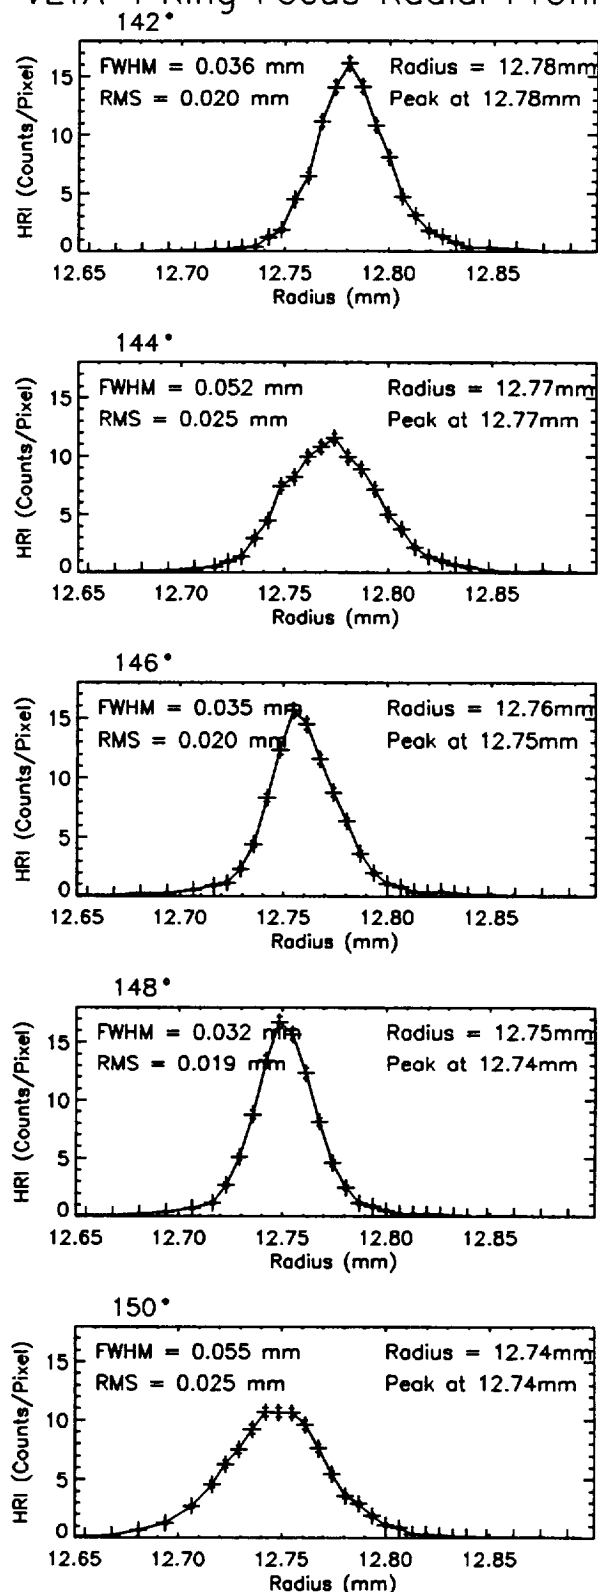 142°
FWHM = 0.036 mm Radius = 12.78mm
RMS = 0.020 mm Peak at 12.78mm
HRI (Counts/Pixel)
15
10
5
0
12.65 12.70 12.75 12.80 12.85
Radius (mm)
144°
FWHM = 0.052 mm Radius = 12.77mm
RMS = 0.025 mm Peak at 12.77mm
HRI (Counts/Pixel)
15
10
5
0
12.65 12.70 12.75 12.80 12.85
Radius (mm)
146°
FWHM = 0.035 mm Radius = 12.76mm
RMS = 0.020 mm Peak at 12.75mm
HRI (Counts/Pixel)
15
10
5
0
12.65 12.70 12.75 12.80 12.85
Radius (mm)
148°
FWHM = 0.032 mm Radius = 12.75mm
RMS = 0.019 mm Peak at 12.74mm
HRI (Counts/Pixel)
15
10
5
0
12.65 12.70 12.75 12.80 12.85
Radius (mm)
150°
FWHM = 0.055 mm Radius = 12.74mm
RMS = 0.025 mm Peak at 12.74mm
HRI (Counts/Pixel)
15
10
5
0
12.65 12.70 12.75 12.80 12.85
Radius (mm)